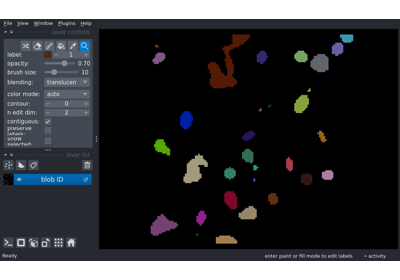 File View Window Plugins Help
layer controls
label: 1
opacity: 0.70
brush size: 10
blending: translucen
color mode: auto
contour: 0
n edit dim: 2
contiguous:
preserve
labels:
show
selected:
layer list
blob ID
Ready enter paint or fill mode to edit labels activity